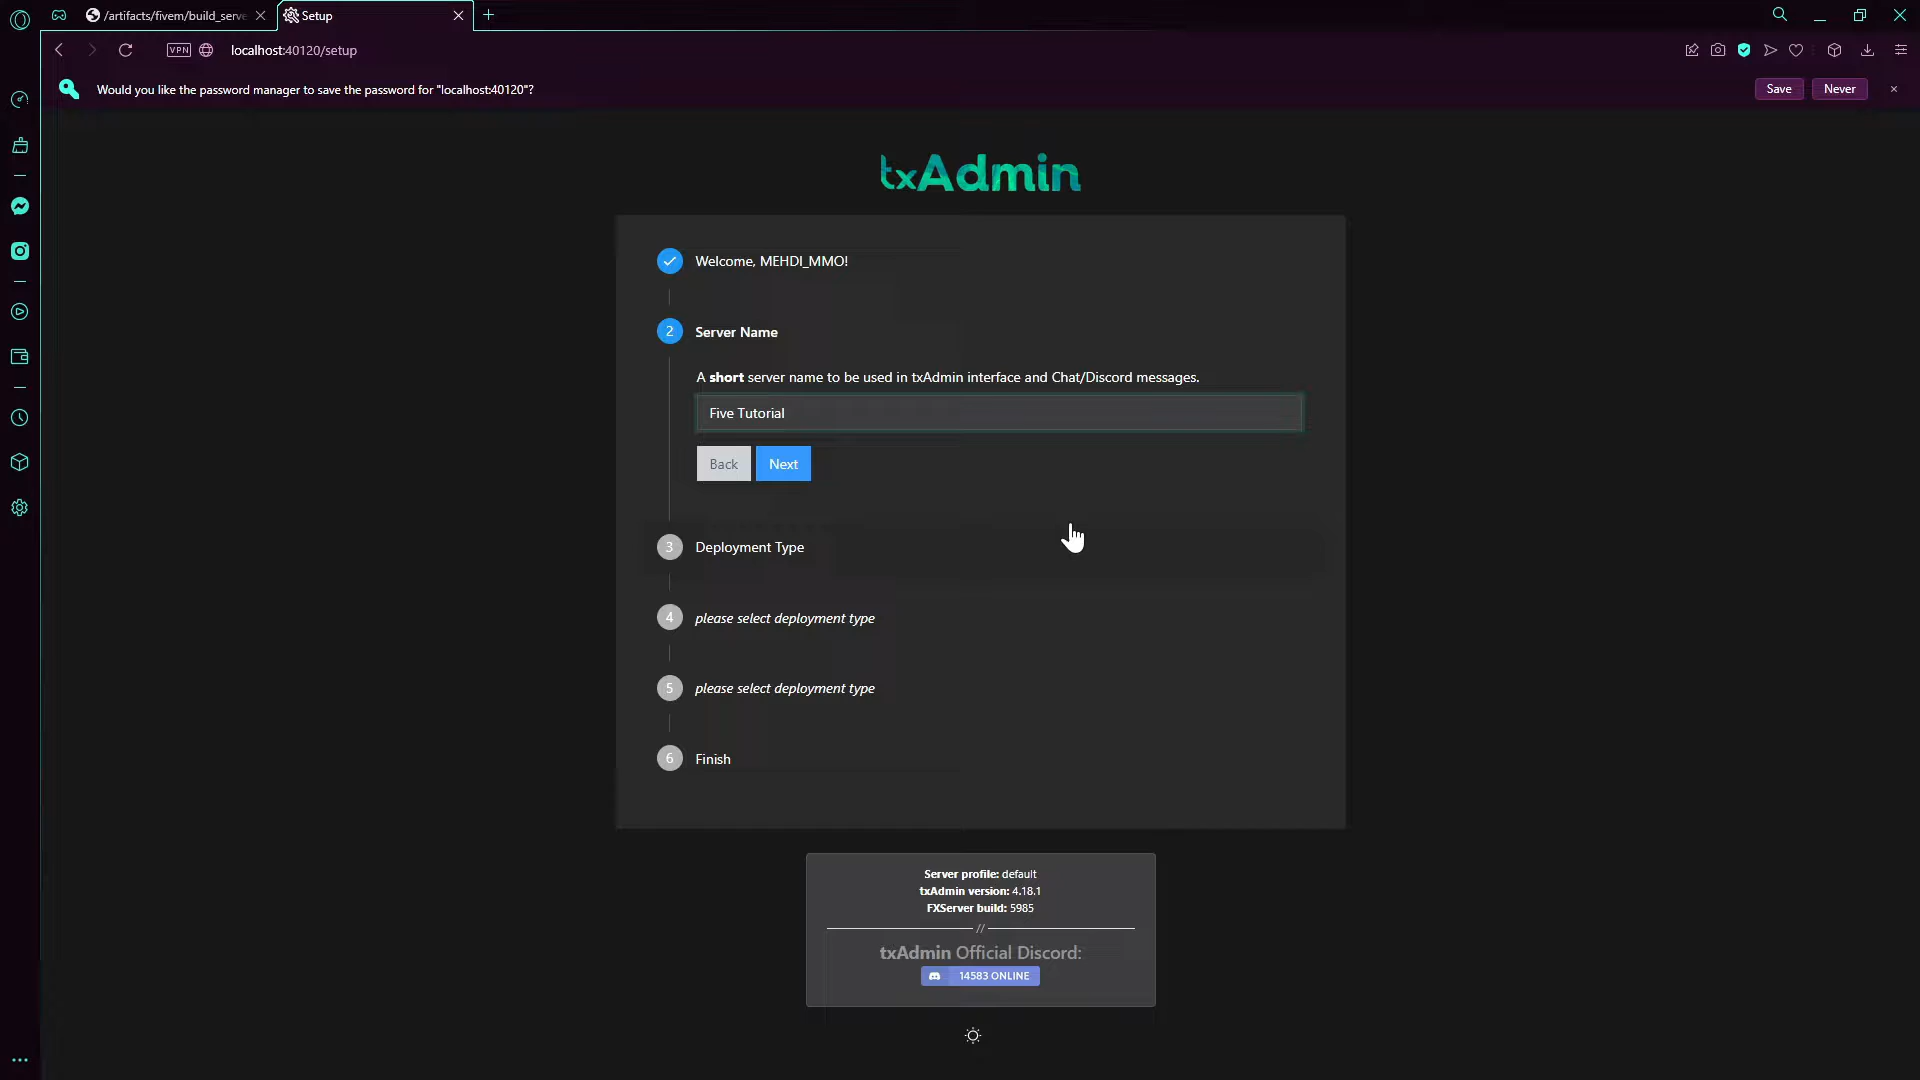 /artifacts/fivem/build_serve
Setup
VPN
localhost:40120/setup
Would you like the password manager to save the password for "localhost:40120"?
Save
Never
txAdmin
Welcome, MEHDI_MMO!
2
Server Name
A short server name to be used in txAdmin interface and Chat/Discord messages.
Five Tutorial
Back
Next
3
Deployment Type
4
please select deployment type
5
please select deployment type
6
Finish
Server profile: default
txAdmin version: 4.18.1
FXServer build: 5985
//
txAdmin Official Discord:
14583 ONLINE